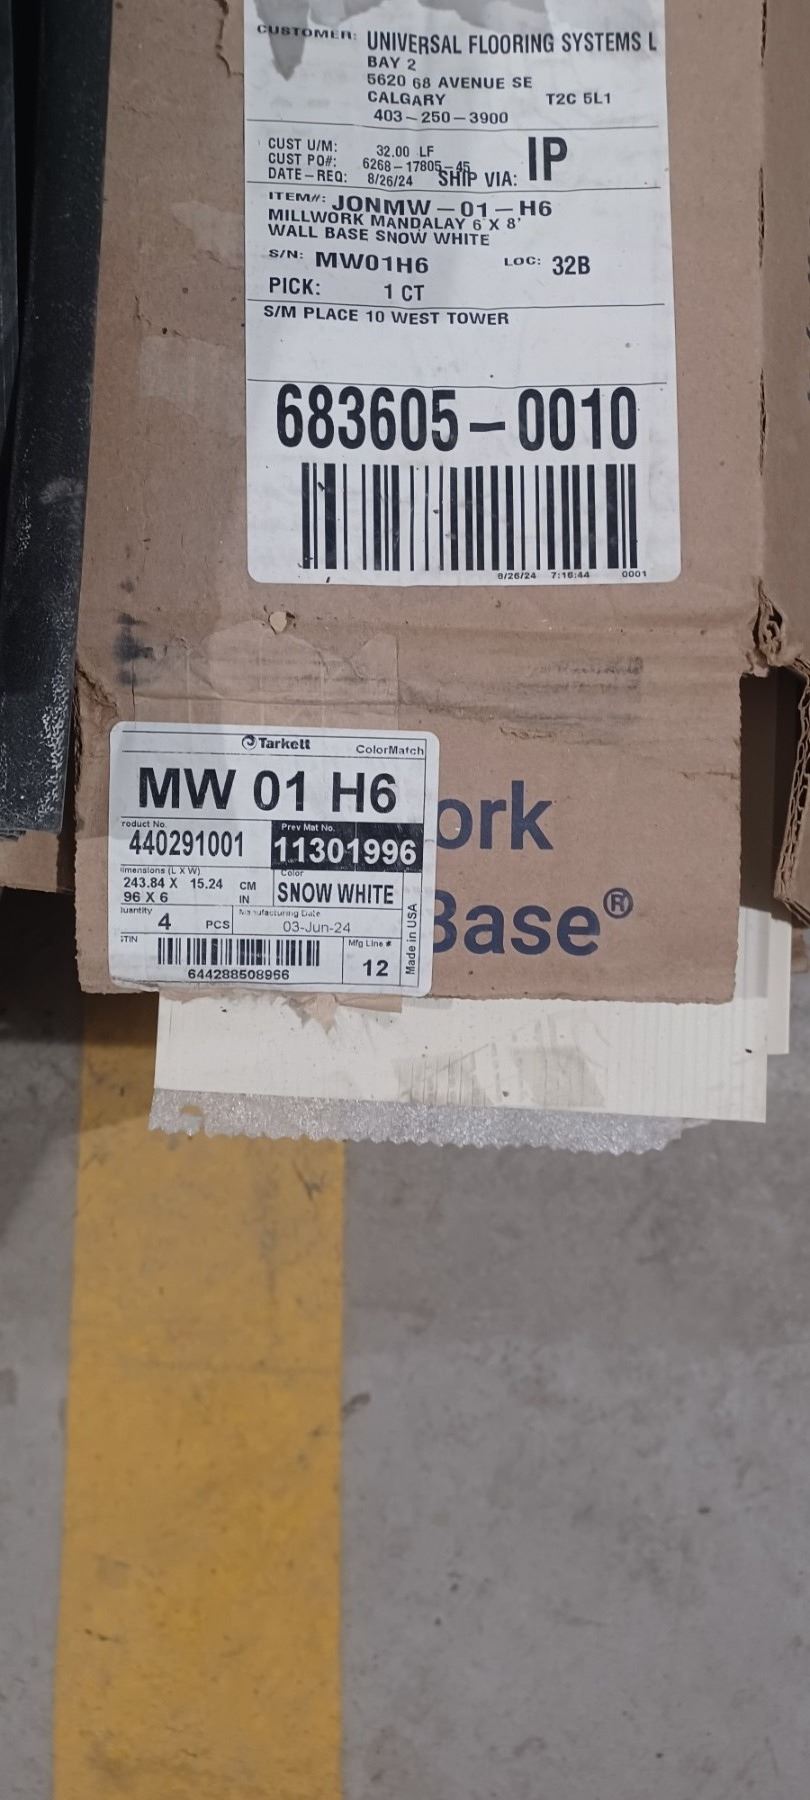 CUSTOMER: UNIVERSAL FLOORING SYSTEMS L
BAY 2
5620 68 AVENUE SE
CALGARY T2C 5L1
403-250-3900
CUST U/M: 32.00 LF
CUST PO#: 6268-17805-45
DATE-REQ: 8/26/24 SHIP VIA: IP
ITEM#: JONMW-01-H6
MILLWORK MANDALAY 6 X 8'
WALL BASE SNOW WHITE
S/N: MW01H6 LOC: 32B
PICK: 1 CT
S/M PLACE 10 WEST TOWER
683605-0010
8/26/24 7:16:44 0001
Tarkett ColorMatch
MW 01 H6
roduct No. Prev Mat No.
440291001 11301996
imensions (L X W) Color
243.84 X 15.24 CM
96 X 6 IN SNOW WHITE
uantity Manufacturing Date
4 PCS 03-Jun-24
GTIN Mfg Line #
644288508966 12
Made in USA
ork
Base®